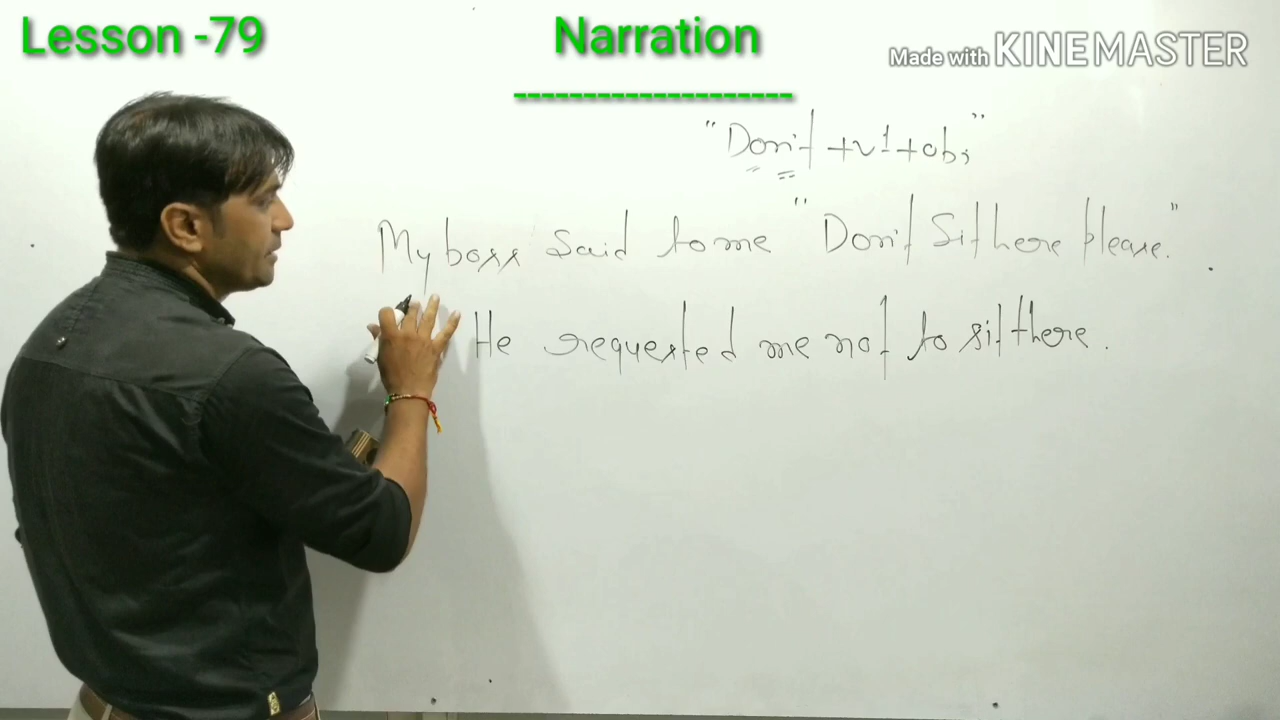 Lesson -79
Narration
Made with KINEMASTER
"Don't + v1 + obj"
My boss said to me "Don't Sit here please."
He requested me not to sit there.